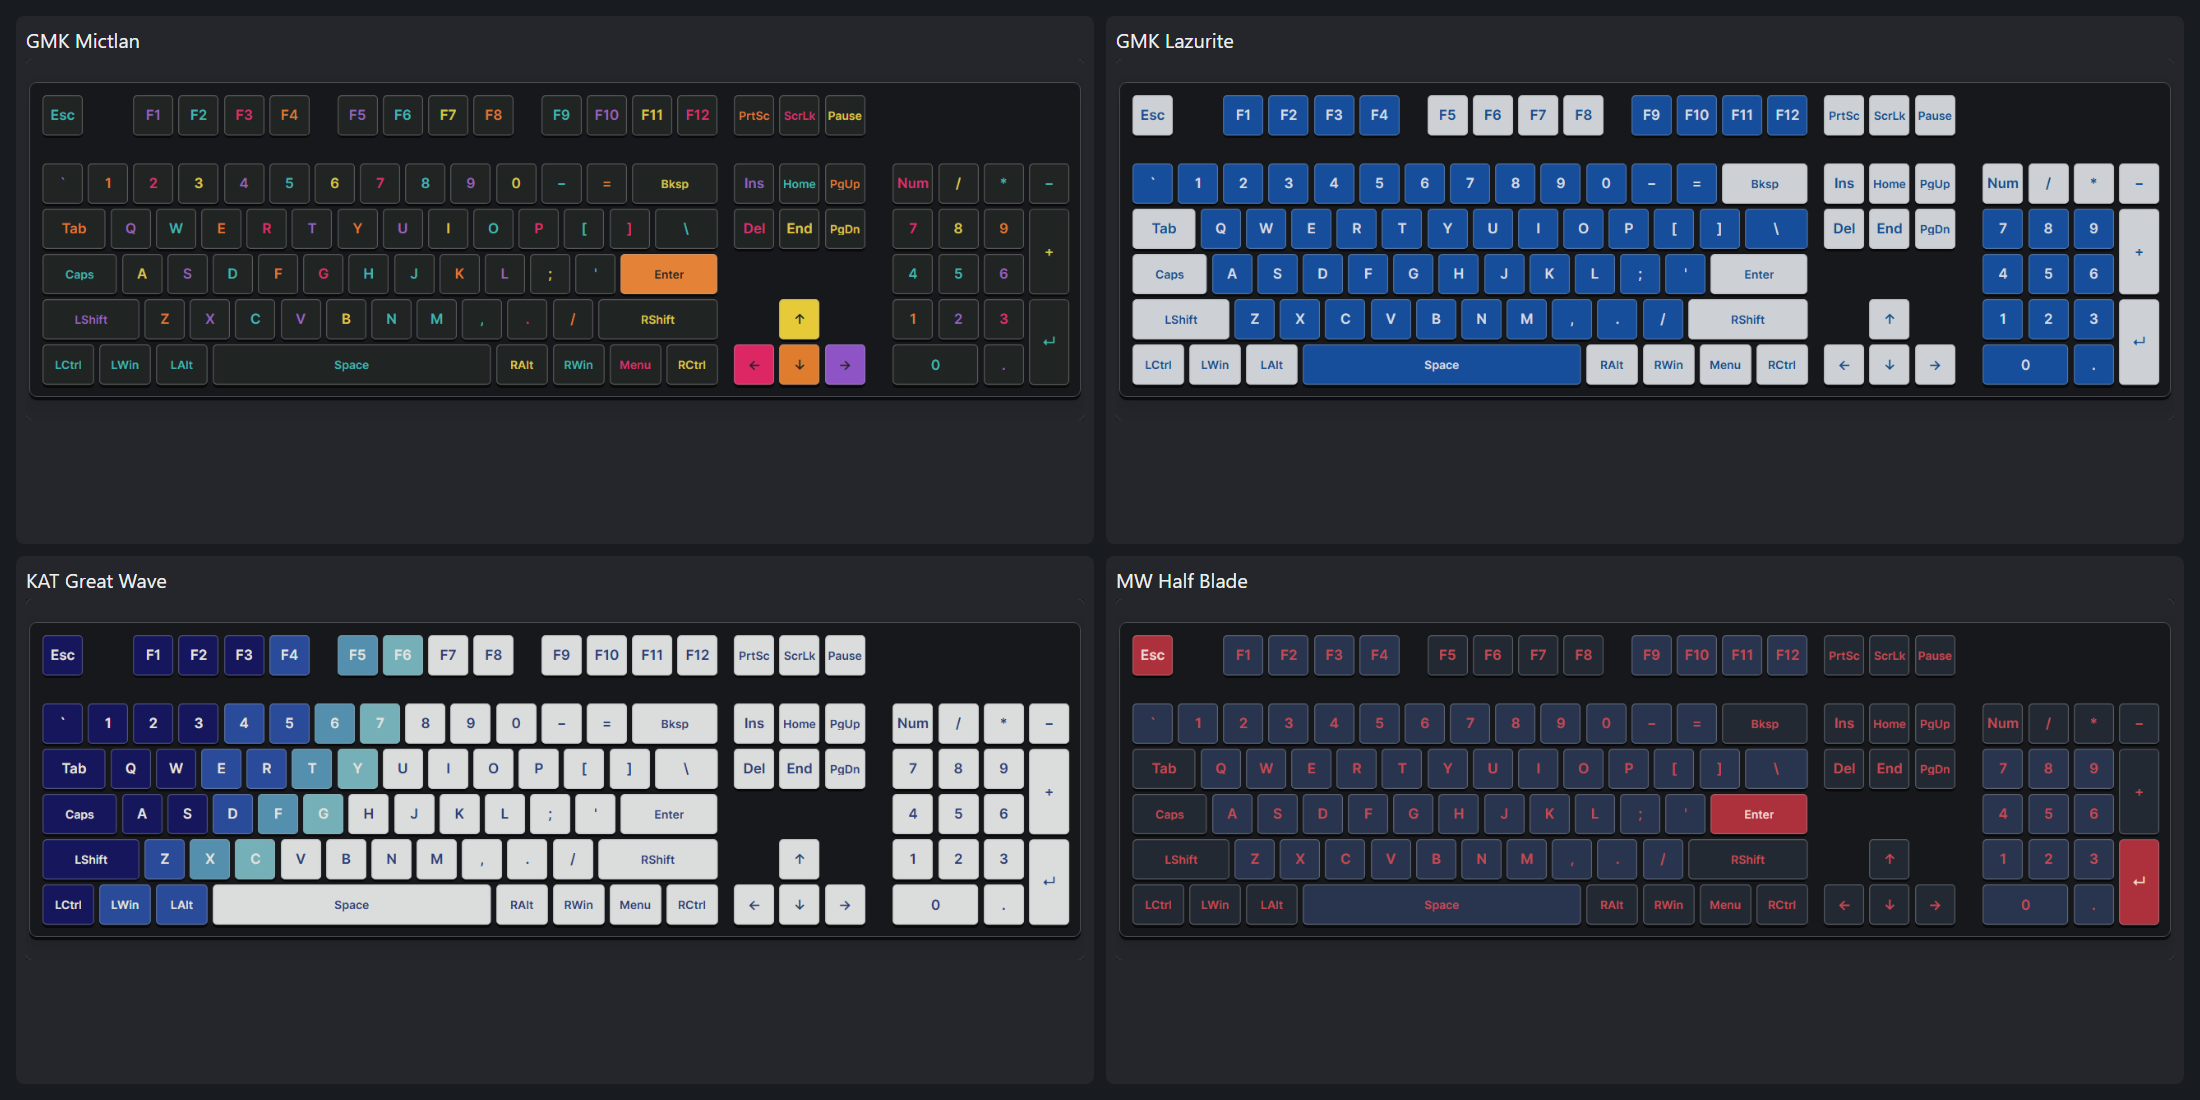 GMK Mictlan
Esc F1 F2 F3 F4 F5 F6 F7 F8 F9 F10 F11 F12 PrtSc ScrLk Pause
` 1 2 3 4 5 6 7 8 9 0 − = Bksp Ins Home PgUp Num / * −
Tab Q W E R T Y U I O P [ ] \ Del End PgDn 7 8 9 +
Caps A S D F G H J K L ; ' Enter 4 5 6
LShift Z X C V B N M , . / RShift ↑ 1 2 3 ↵
LCtrl LWin LAlt Space RAlt RWin Menu RCtrl ← ↓ → 0 .
GMK Lazurite
Esc F1 F2 F3 F4 F5 F6 F7 F8 F9 F10 F11 F12 PrtSc ScrLk Pause
` 1 2 3 4 5 6 7 8 9 0 − = Bksp Ins Home PgUp Num / * −
Tab Q W E R T Y U I O P [ ] \ Del End PgDn 7 8 9 +
Caps A S D F G H J K L ; ' Enter 4 5 6
LShift Z X C V B N M , . / RShift ↑ 1 2 3 ↵
LCtrl LWin LAlt Space RAlt RWin Menu RCtrl ← ↓ → 0 .
KAT Great Wave
Esc F1 F2 F3 F4 F5 F6 F7 F8 F9 F10 F11 F12 PrtSc ScrLk Pause
` 1 2 3 4 5 6 7 8 9 0 − = Bksp Ins Home PgUp Num / * −
Tab Q W E R T Y U I O P [ ] \ Del End PgDn 7 8 9 +
Caps A S D F G H J K L ; ' Enter 4 5 6
LShift Z X C V B N M , . / RShift ↑ 1 2 3 ↵
LCtrl LWin LAlt Space RAlt RWin Menu RCtrl ← ↓ → 0 .
MW Half Blade
Esc F1 F2 F3 F4 F5 F6 F7 F8 F9 F10 F11 F12 PrtSc ScrLk Pause
` 1 2 3 4 5 6 7 8 9 0 − = Bksp Ins Home PgUp Num / * −
Tab Q W E R T Y U I O P [ ] \ Del End PgDn 7 8 9 +
Caps A S D F G H J K L ; ' Enter 4 5 6
LShift Z X C V B N M , . / RShift ↑ 1 2 3 ↵
LCtrl LWin LAlt Space RAlt RWin Menu RCtrl ← ↓ → 0 .